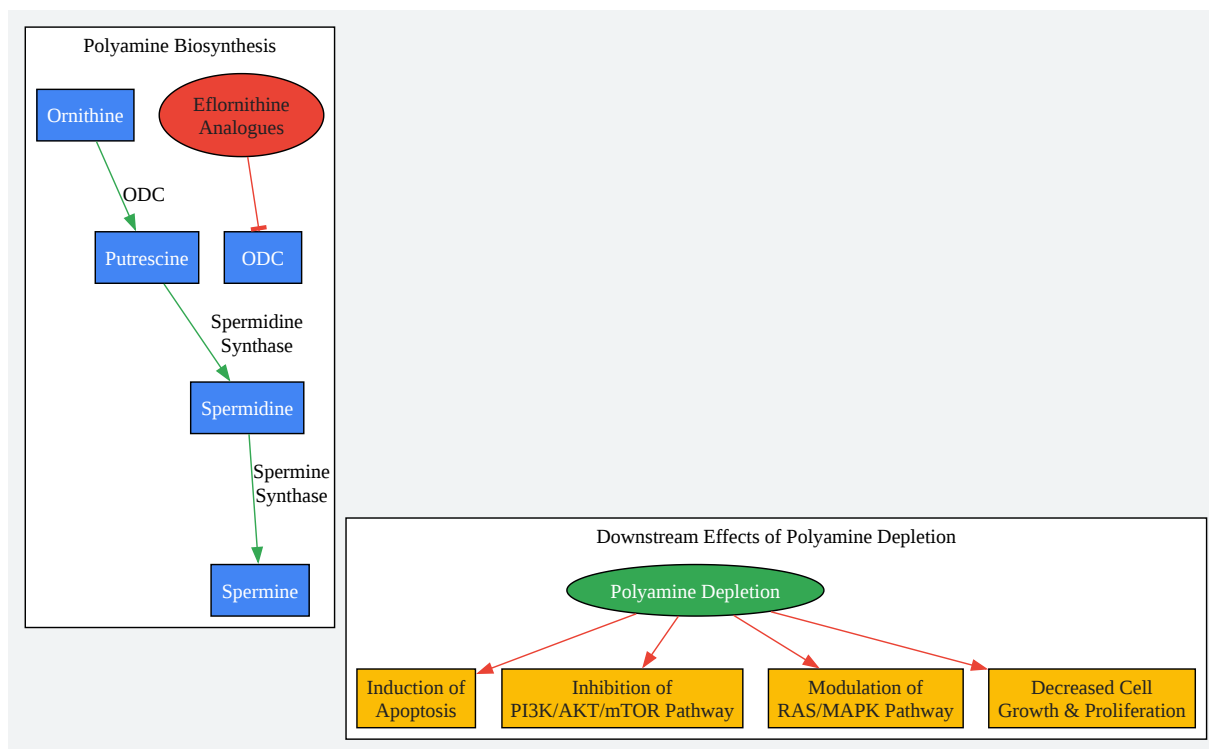 Polyamine Biosynthesis
Ornithine
Eflornithine
Analogues
ODC
Putrescine
ODC
Spermidine
Synthase
Spermidine
Spermine
Synthase
Spermine
Downstream Effects of Polyamine Depletion
Polyamine Depletion
Induction of
Apoptosis
Inhibition of
PI3K/AKT/mTOR Pathway
Modulation of
RAS/MAPK Pathway
Decreased Cell
Growth & Proliferation